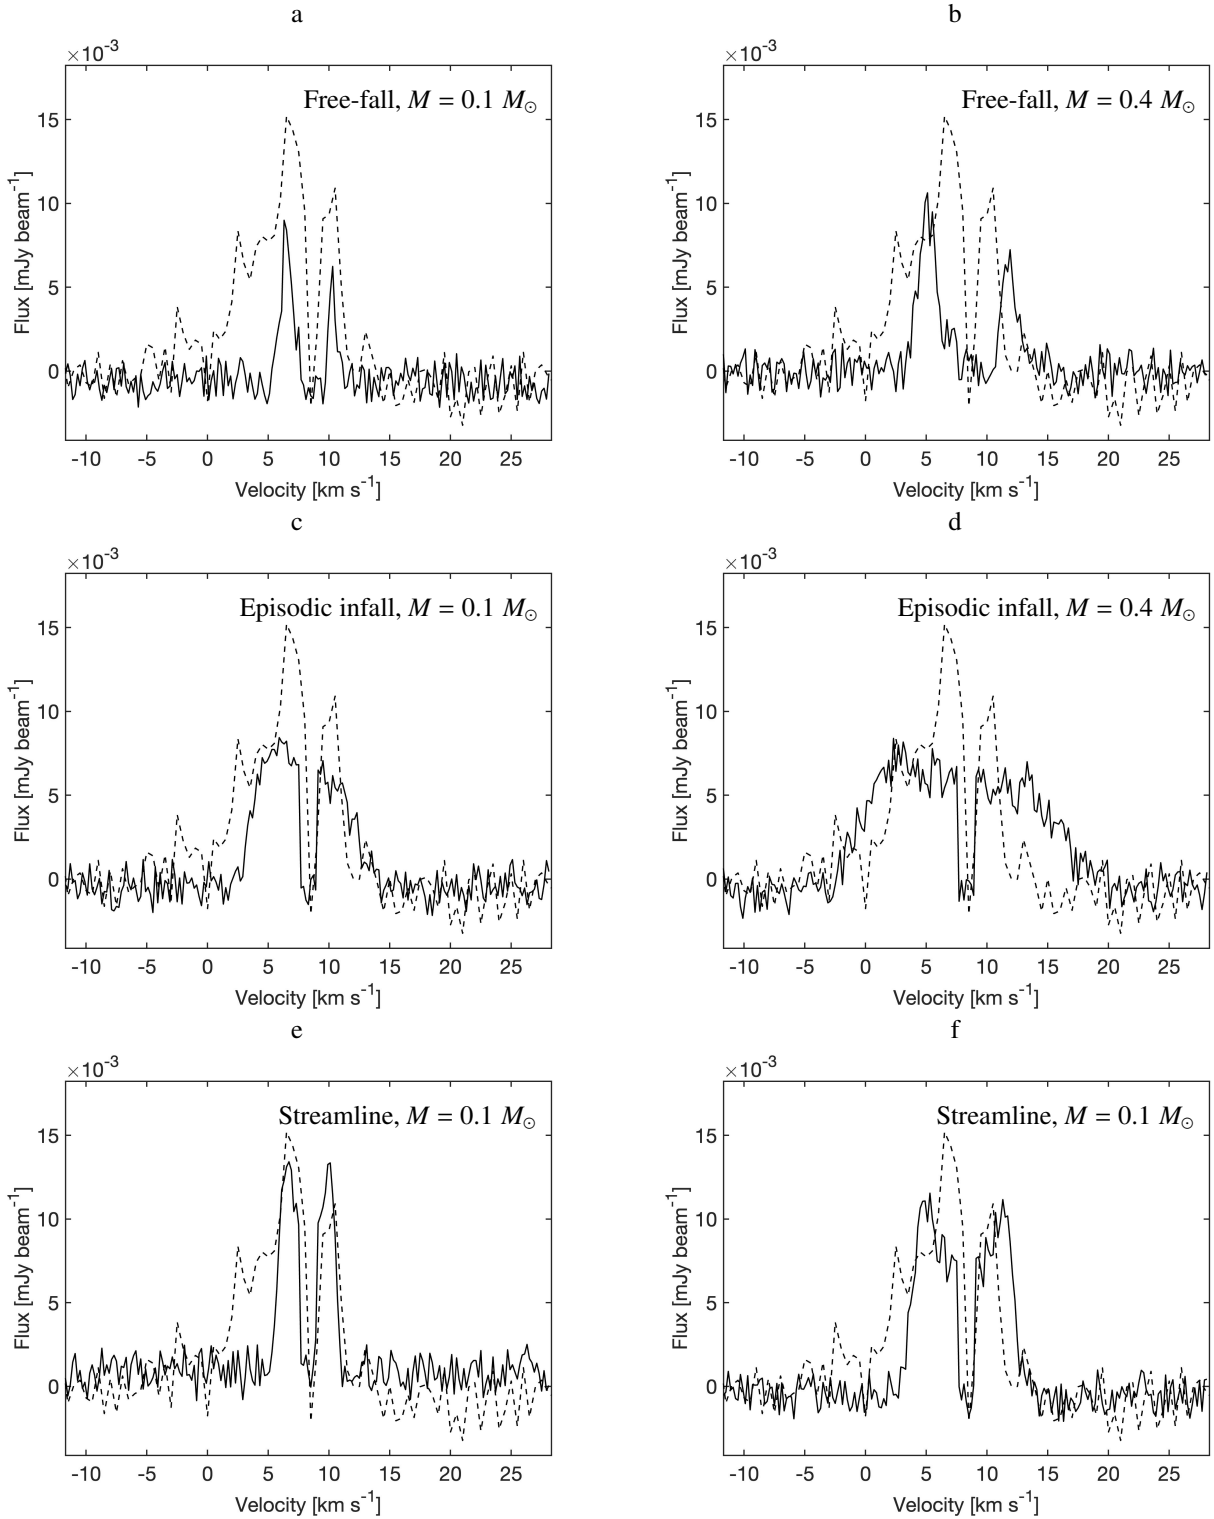 a
×10-3
Free-fall, M = 0.1 M⊙
15
10
5
0
Flux [mJy beam-1]
-10 -5 0 5 10 15 20 25
Velocity [km s-1]
b
×10-3
Free-fall, M = 0.4 M⊙
15
10
5
0
Flux [mJy beam-1]
-10 -5 0 5 10 15 20 25
Velocity [km s-1]
c
×10-3
Episodic infall, M = 0.1 M⊙
15
10
5
0
Flux [mJy beam-1]
-10 -5 0 5 10 15 20 25
Velocity [km s-1]
d
×10-3
Episodic infall, M = 0.4 M⊙
15
10
5
0
Flux [mJy beam-1]
-10 -5 0 5 10 15 20 25
Velocity [km s-1]
e
×10-3
Streamline, M = 0.1 M⊙
15
10
5
0
Flux [mJy beam-1]
-10 -5 0 5 10 15 20 25
Velocity [km s-1]
f
×10-3
Streamline, M = 0.1 M⊙
15
10
5
0
Flux [mJy beam-1]
-10 -5 0 5 10 15 20 25
Velocity [km s-1]